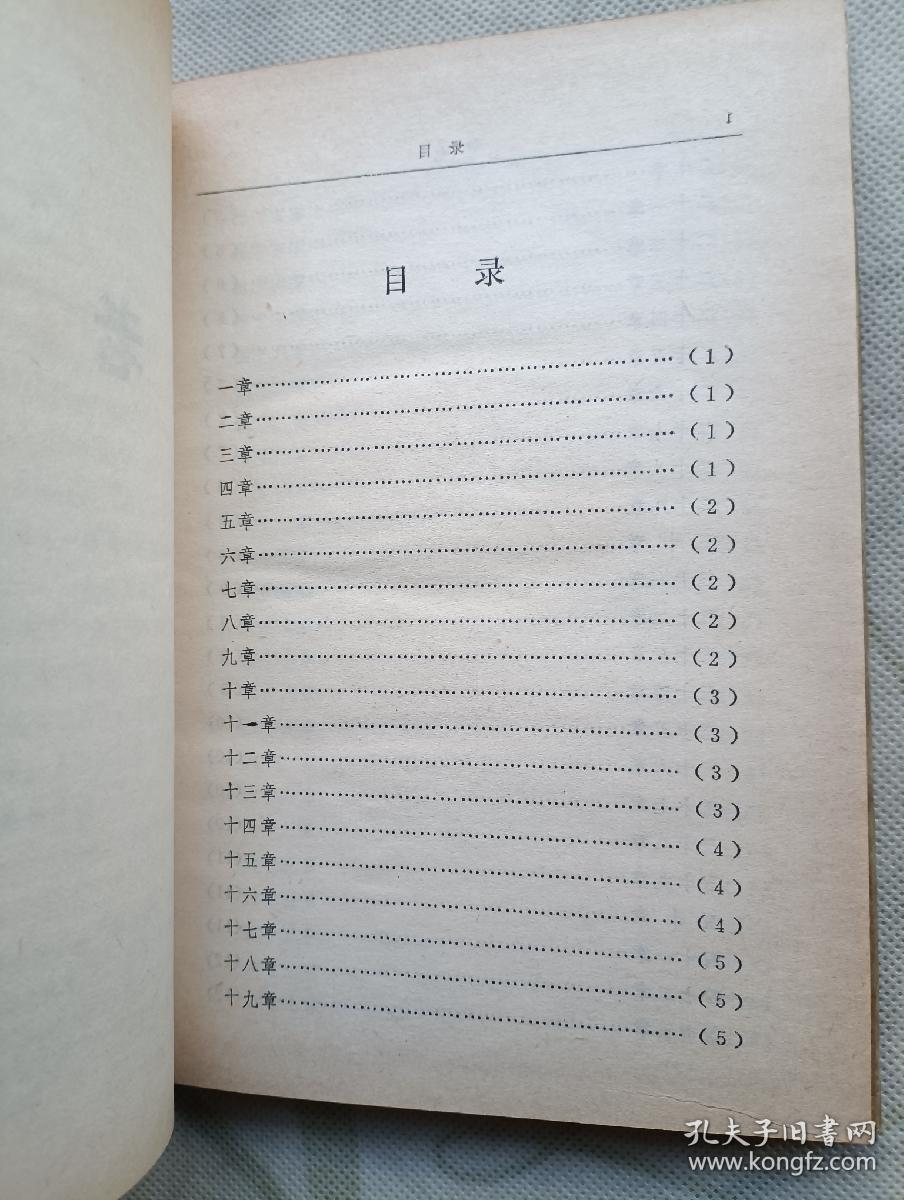 目录 1
目 录
一章……………………………………………………(1)
二章……………………………………………………(1)
三章……………………………………………………(1)
四章……………………………………………………(1)
五章……………………………………………………(2)
六章……………………………………………………(2)
七章……………………………………………………(2)
八章……………………………………………………(2)
九章……………………………………………………(2)
十章……………………………………………………(3)
十一章…………………………………………………(3)
十二章…………………………………………………(3)
十三章…………………………………………………(3)
十四章…………………………………………………(4)
十五章…………………………………………………(4)
十六章…………………………………………………(4)
十七章…………………………………………………(5)
十八章…………………………………………………(5)
十九章…………………………………………………(5)
孔夫子旧书网
www.kongfz.com